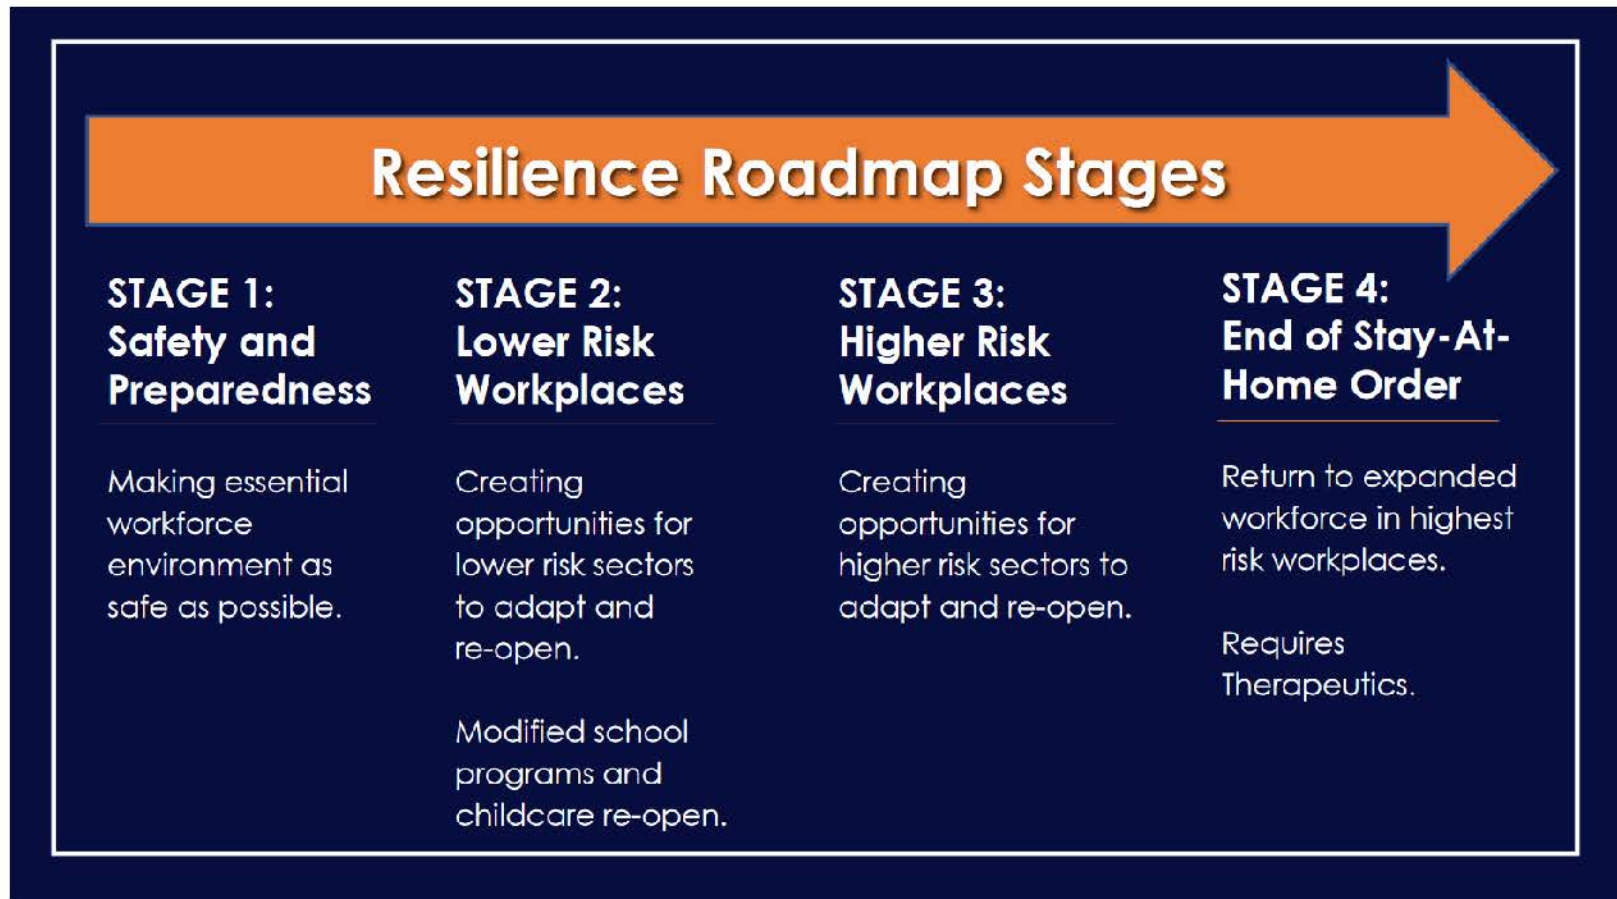 Resilience Roadmap Stages
STAGE 1:
Safety and
Preparedness
Making essential
workforce
environment as
safe as possible.
STAGE 2:
Lower Risk
Workplaces
Creating
opportunities for
lower risk sectors
to adapt and
re-open.
Modified school
programs and
childcare re-open.
STAGE 3:
Higher Risk
Workplaces
Creating
opportunities for
higher risk sectors to
adapt and re-open.
STAGE 4:
End of Stay-At-
Home Order
Return to expanded
workforce in highest
risk workplaces.
Requires
Therapeutics.